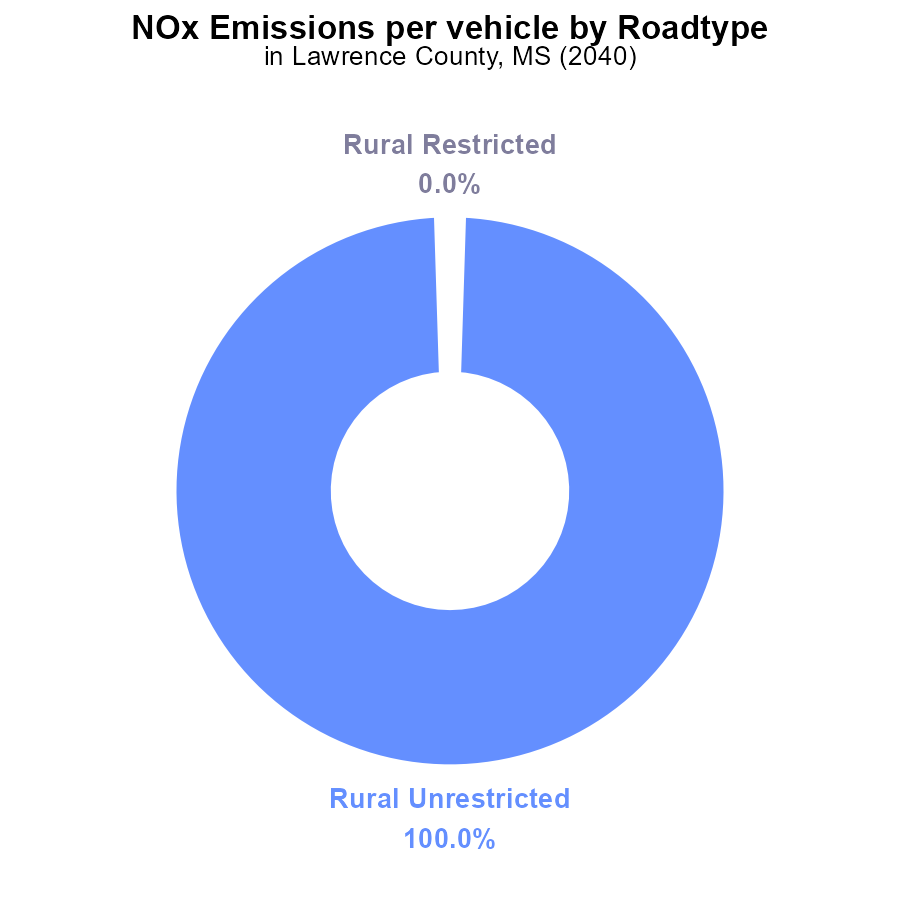 NOx Emissions per vehicle by Roadtype
in Lawrence County, MS (2040)
Rural Restricted
0.0%
Rural Unrestricted
100.0%